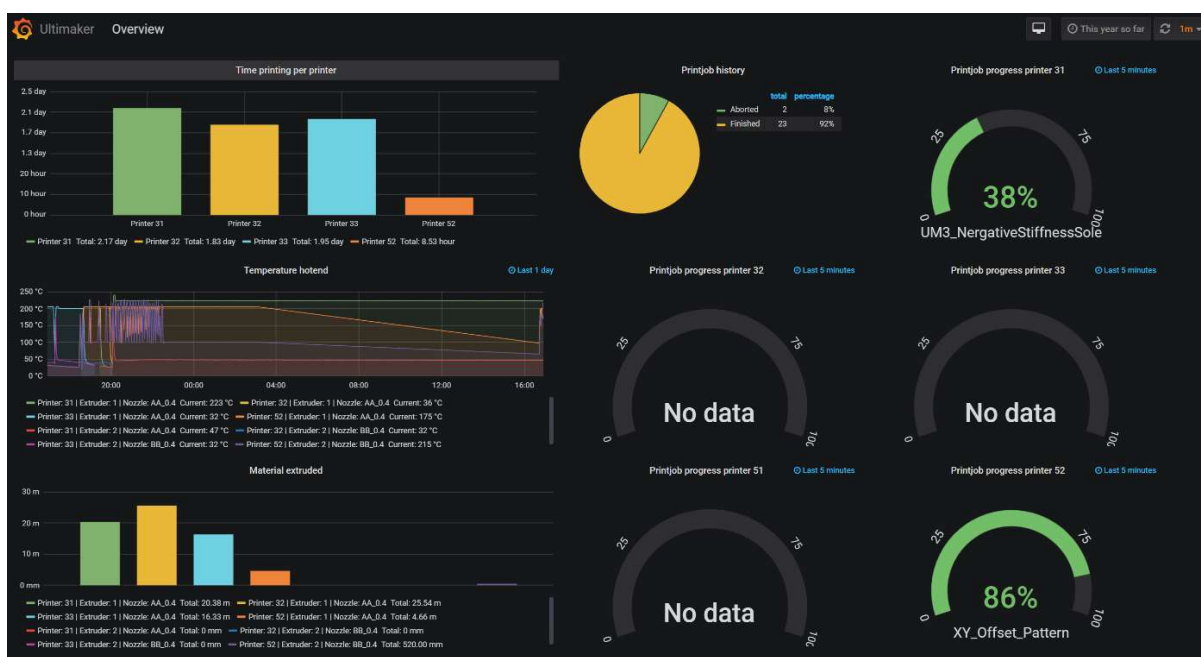 Ultimaker Overview
This year so far 1m
Time printing per printer
2.5 day
2.1 day
1.7 day
1.3 day
20 hour
10 hour
0 hour
Printer 31 Printer 32 Printer 33 Printer 52
Printer 31 Total: 2.17 day Printer 32 Total: 1.83 day Printer 33 Total: 1.95 day Printer 52 Total: 8.53 hour
Printjob history
total percentage
Aborted 2 8%
Finished 23 92%
Printjob progress printer 31 Last 5 minutes
0 25 75 100
38%
UM3_NergativeStiffnessSole
Temperature hotend Last 1 day
250 °C
200 °C
150 °C
100 °C
50 °C
0 °C
20:00 00:00 04:00 08:00 12:00 16:00
Printer: 31 | Extruder: 1 | Nozzle: AA_0.4 Current: 223 °C Printer: 32 | Extruder: 1 | Nozzle: AA_0.4 Current: 36 °C
Printer: 33 | Extruder: 1 | Nozzle: AA_0.4 Current: 32 °C Printer: 52 | Extruder: 1 | Nozzle: AA_0.4 Current: 175 °C
Printer: 31 | Extruder: 2 | Nozzle: AA_0.4 Current: 47 °C Printer: 32 | Extruder: 2 | Nozzle: BB_0.4 Current: 32 °C
Printer: 33 | Extruder: 2 | Nozzle: BB_0.4 Current: 32 °C Printer: 52 | Extruder: 2 | Nozzle: BB_0.4 Current: 215 °C
Printjob progress printer 32 Last 5 minutes
0 25 75 100
No data
Printjob progress printer 33 Last 5 minutes
0 25 75 100
No data
Material extruded
30 m
20 m
10 m
0 mm
Printer: 31 | Extruder: 1 | Nozzle: AA_0.4 Total: 20.38 m Printer: 32 | Extruder: 1 | Nozzle: AA_0.4 Total: 25.54 m
Printer: 33 | Extruder: 1 | Nozzle: AA_0.4 Total: 16.33 m Printer: 52 | Extruder: 1 | Nozzle: AA_0.4 Total: 4.66 m
Printer: 31 | Extruder: 2 | Nozzle: AA_0.4 Total: 0 mm Printer: 32 | Extruder: 2 | Nozzle: BB_0.4 Total: 0 mm
Printer: 33 | Extruder: 2 | Nozzle: BB_0.4 Total: 0 mm Printer: 52 | Extruder: 2 | Nozzle: BB_0.4 Total: 520.00 mm
Printjob progress printer 51 Last 5 minutes
0 25 75 100
No data
Printjob progress printer 52 Last 5 minutes
0 25 75 100
86%
XY_Offset_Pattern